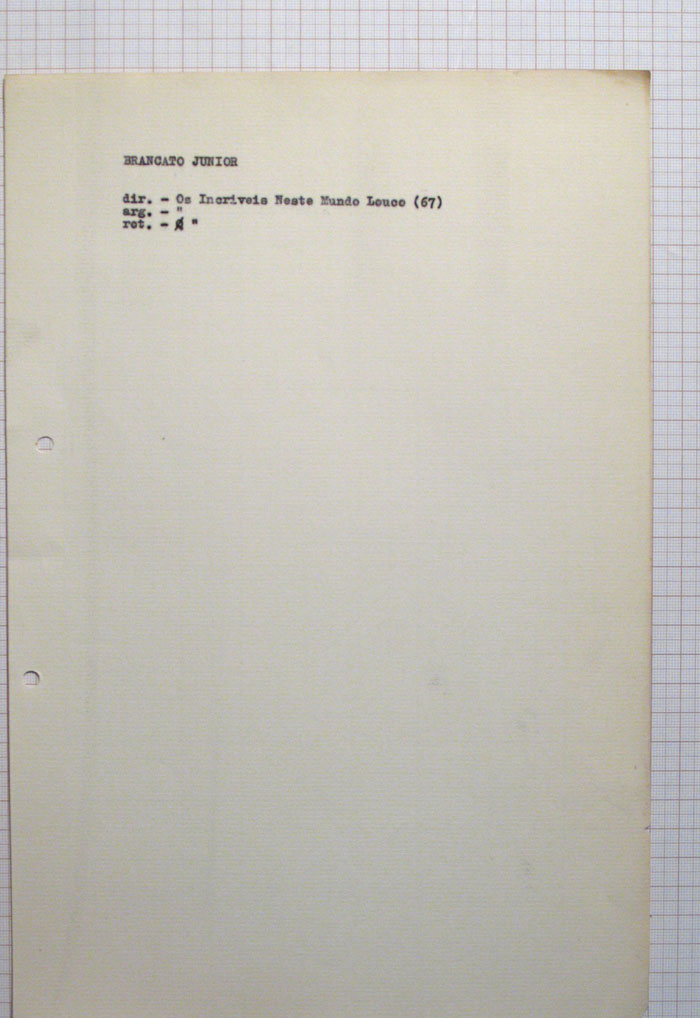 BRANCATO JUNIOR
dir. - Os Incriveis Neste Mundo Louco (67)
arg. - "
rot. - "